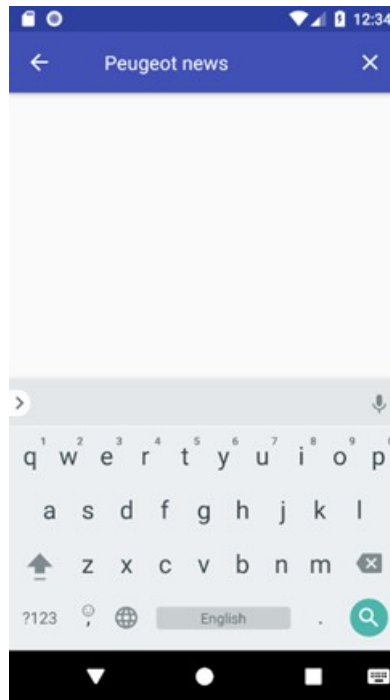 12:34
Peugeot news
q 1 w 2 e 3 r 4 t 5 y 6 u 7 i 8 o 9 p
a s d f g h j k l
z x c v b n m
?123 , English .